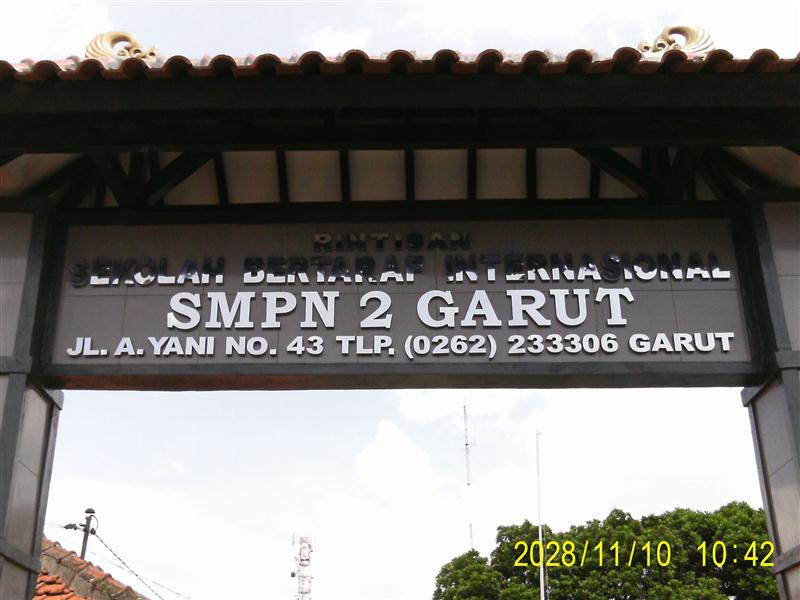 RINTISAN
SEKOLAH BERTARAF INTERNASIONAL
SMPN 2 GARUT
JL. A. YANI NO. 43 TLP. (0262) 233306 GARUT
2028/11/10 10:42